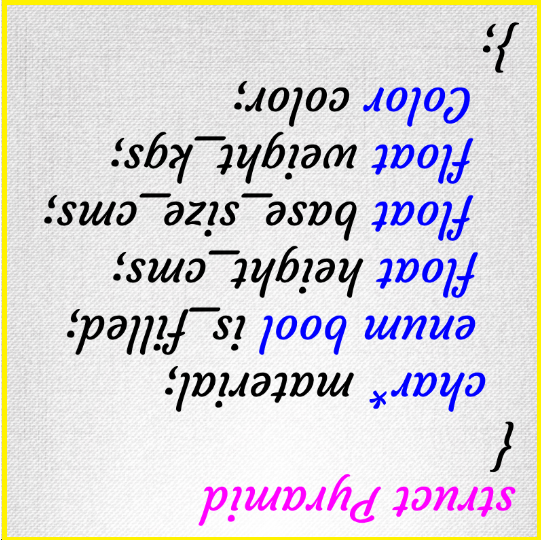 struct Pyramid
{
char* material;
enum bool is_filled;
float height_cms;
float base_size_cms;
float weight_kgs;
Color color;
};